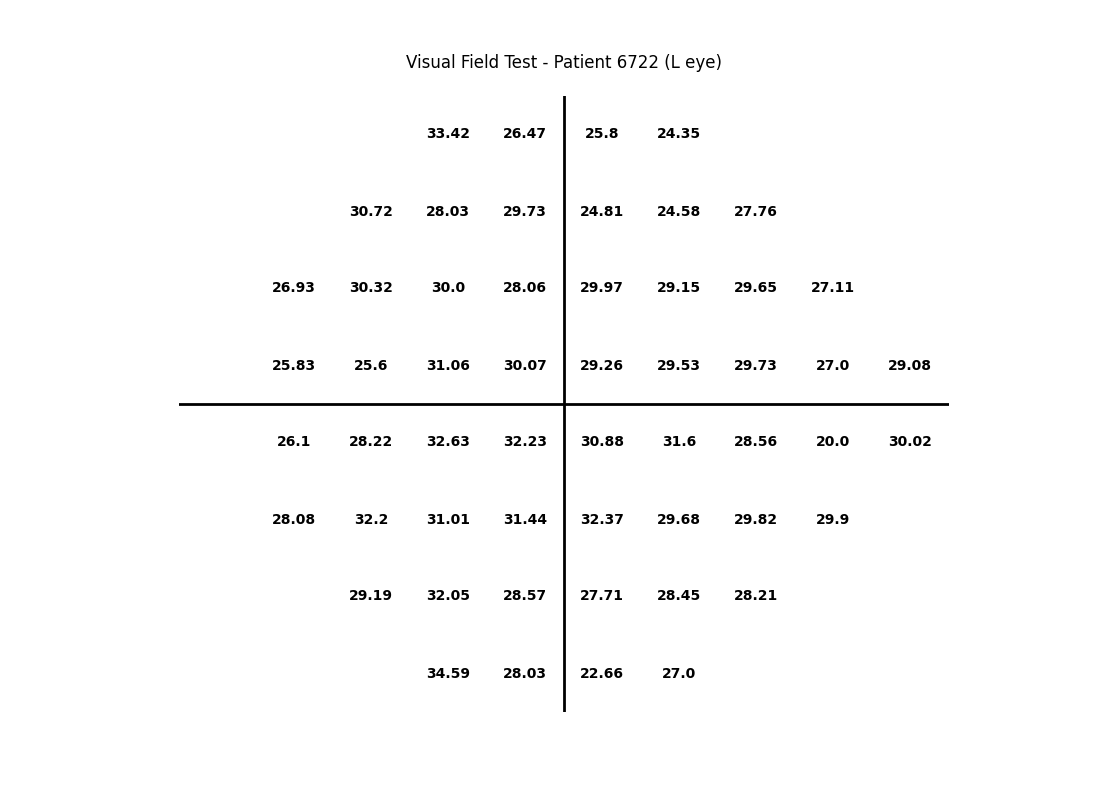 Visual Field Test - Patient 6722 (L eye)
33.42 26.47 25.8 24.35
30.72 28.03 29.73 24.81 24.58 27.76
26.93 30.32 30.0 28.06 29.97 29.15 29.65 27.11
25.83 25.6 31.06 30.07 29.26 29.53 29.73 27.0 29.08
26.1 28.22 32.63 32.23 30.88 31.6 28.56 20.0 30.02
28.08 32.2 31.01 31.44 32.37 29.68 29.82 29.9
29.19 32.05 28.57 27.71 28.45 28.21
34.59 28.03 22.66 27.0